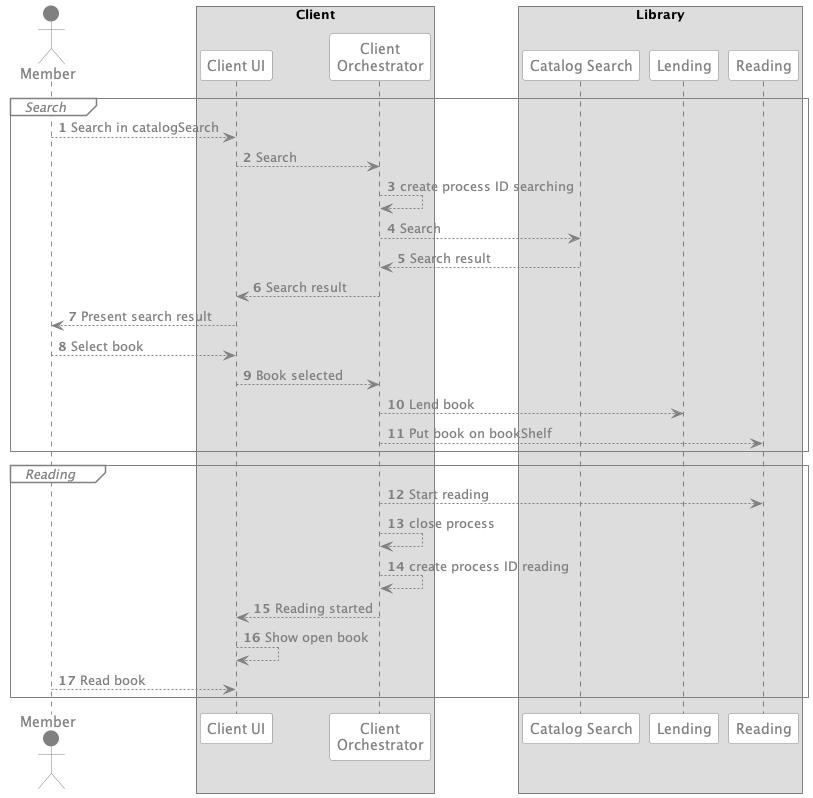 Client
Library
Member
Client UI
Client
Orchestrator
Catalog Search
Lending
Reading
Search
1 Search in catalogSearch
2 Search
3 create process ID searching
4 Search
5 Search result
6 Search result
7 Present search result
8 Select book
9 Book selected
10 Lend book
11 Put book on bookShelf
Reading
12 Start reading
13 close process
14 create process ID reading
15 Reading started
16 Show open book
17 Read book
Member
Client UI
Client
Orchestrator
Catalog Search
Lending
Reading